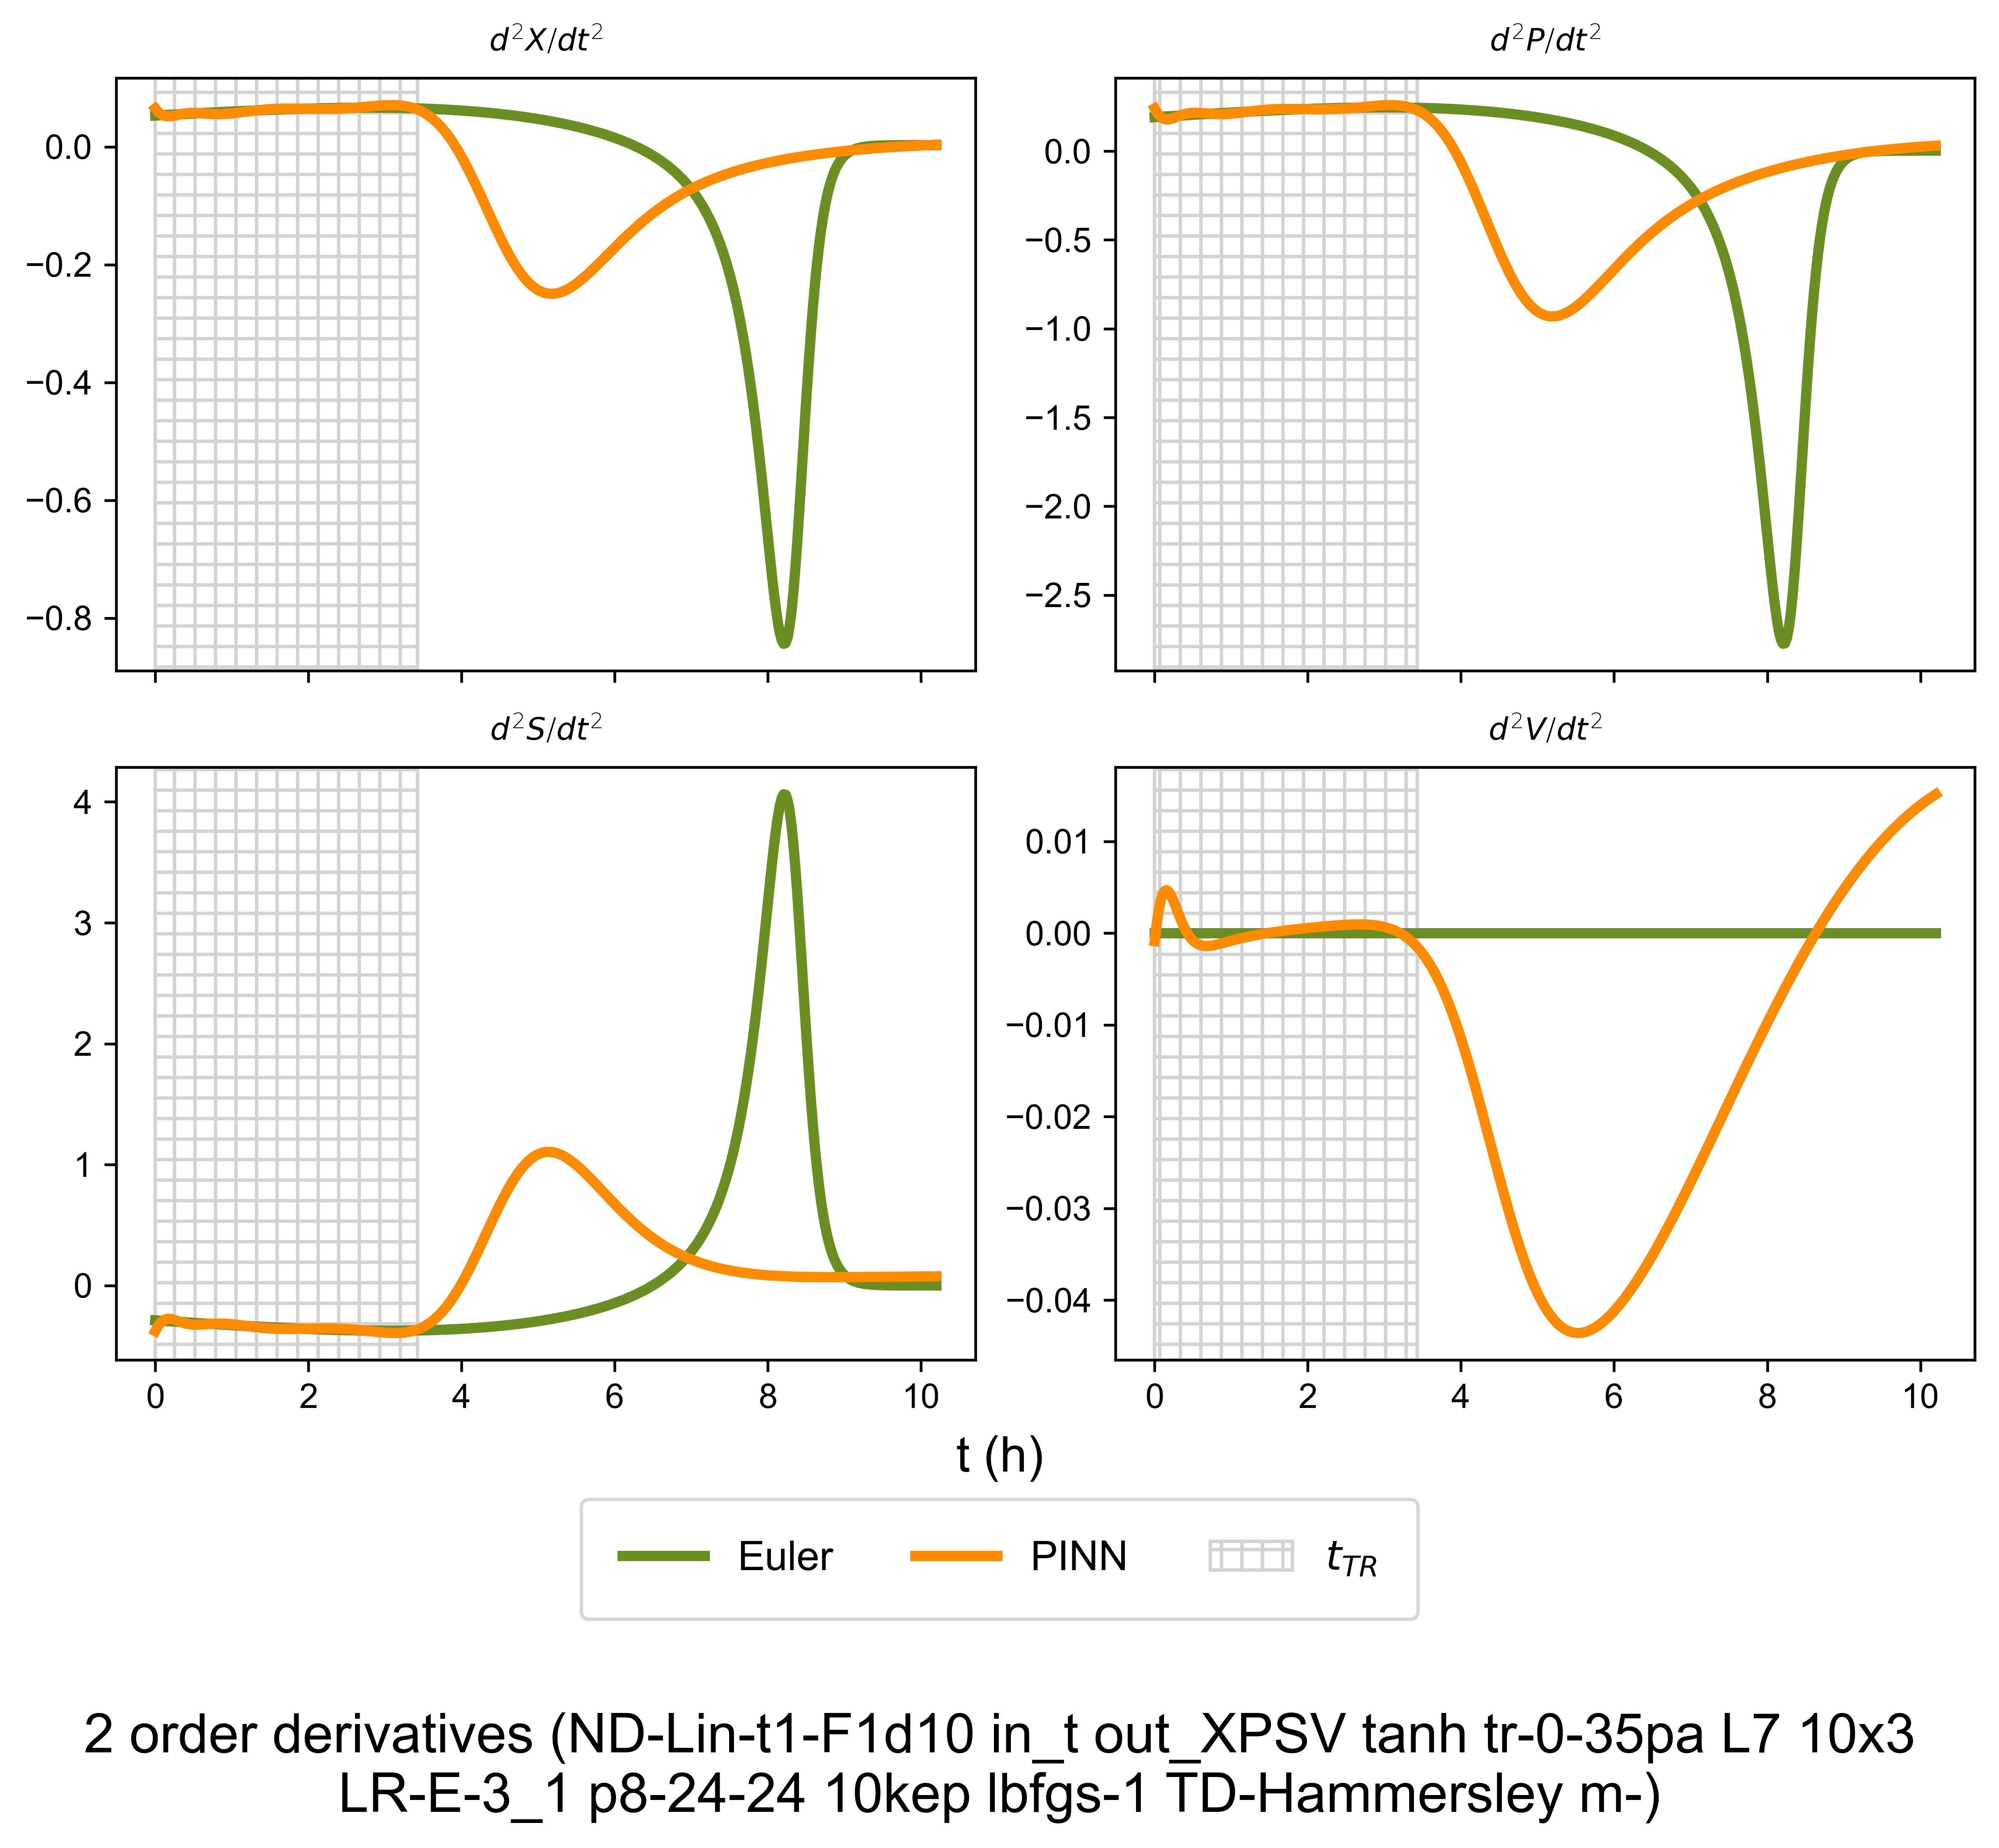 d²X/dt²
d²P/dt²
0.0
−0.2
−0.4
−0.6
−0.8
0.0
−0.5
−1.0
−1.5
−2.0
−2.5
d²S/dt²
d²V/dt²
4
3
2
1
0
0.01
0.00
−0.01
−0.02
−0.03
−0.04
0 2 4 6 8 10
0 2 4 6 8 10
t (h)
Euler PINN t_TR
2 order derivatives (ND-Lin-t1-F1d10 in_t out_XPSV tanh tr-0-35pa L7 10x3
LR-E-3_1 p8-24-24 10kep lbfgs-1 TD-Hammersley m-)